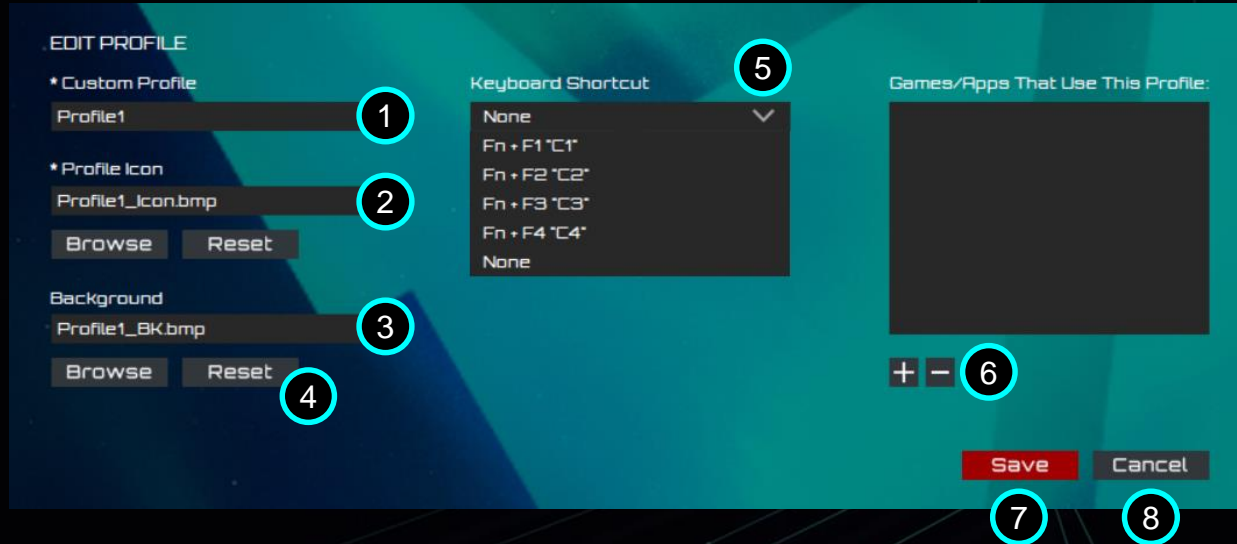 EDIT PROFILE
* Custom Profile
Profile1
1
* Profile Icon
Profile1_Icon.bmp
2
Browse Reset
Background
Profile1_BK.bmp
3
Browse Reset
4
Keyboard Shortcut
5
None
Fn + F1 "C1"
Fn + F2 "C2"
Fn + F3 "C3"
Fn + F4 "C4"
None
Games/Apps That Use This Profile:
+ − 6
Save Cancel
7 8